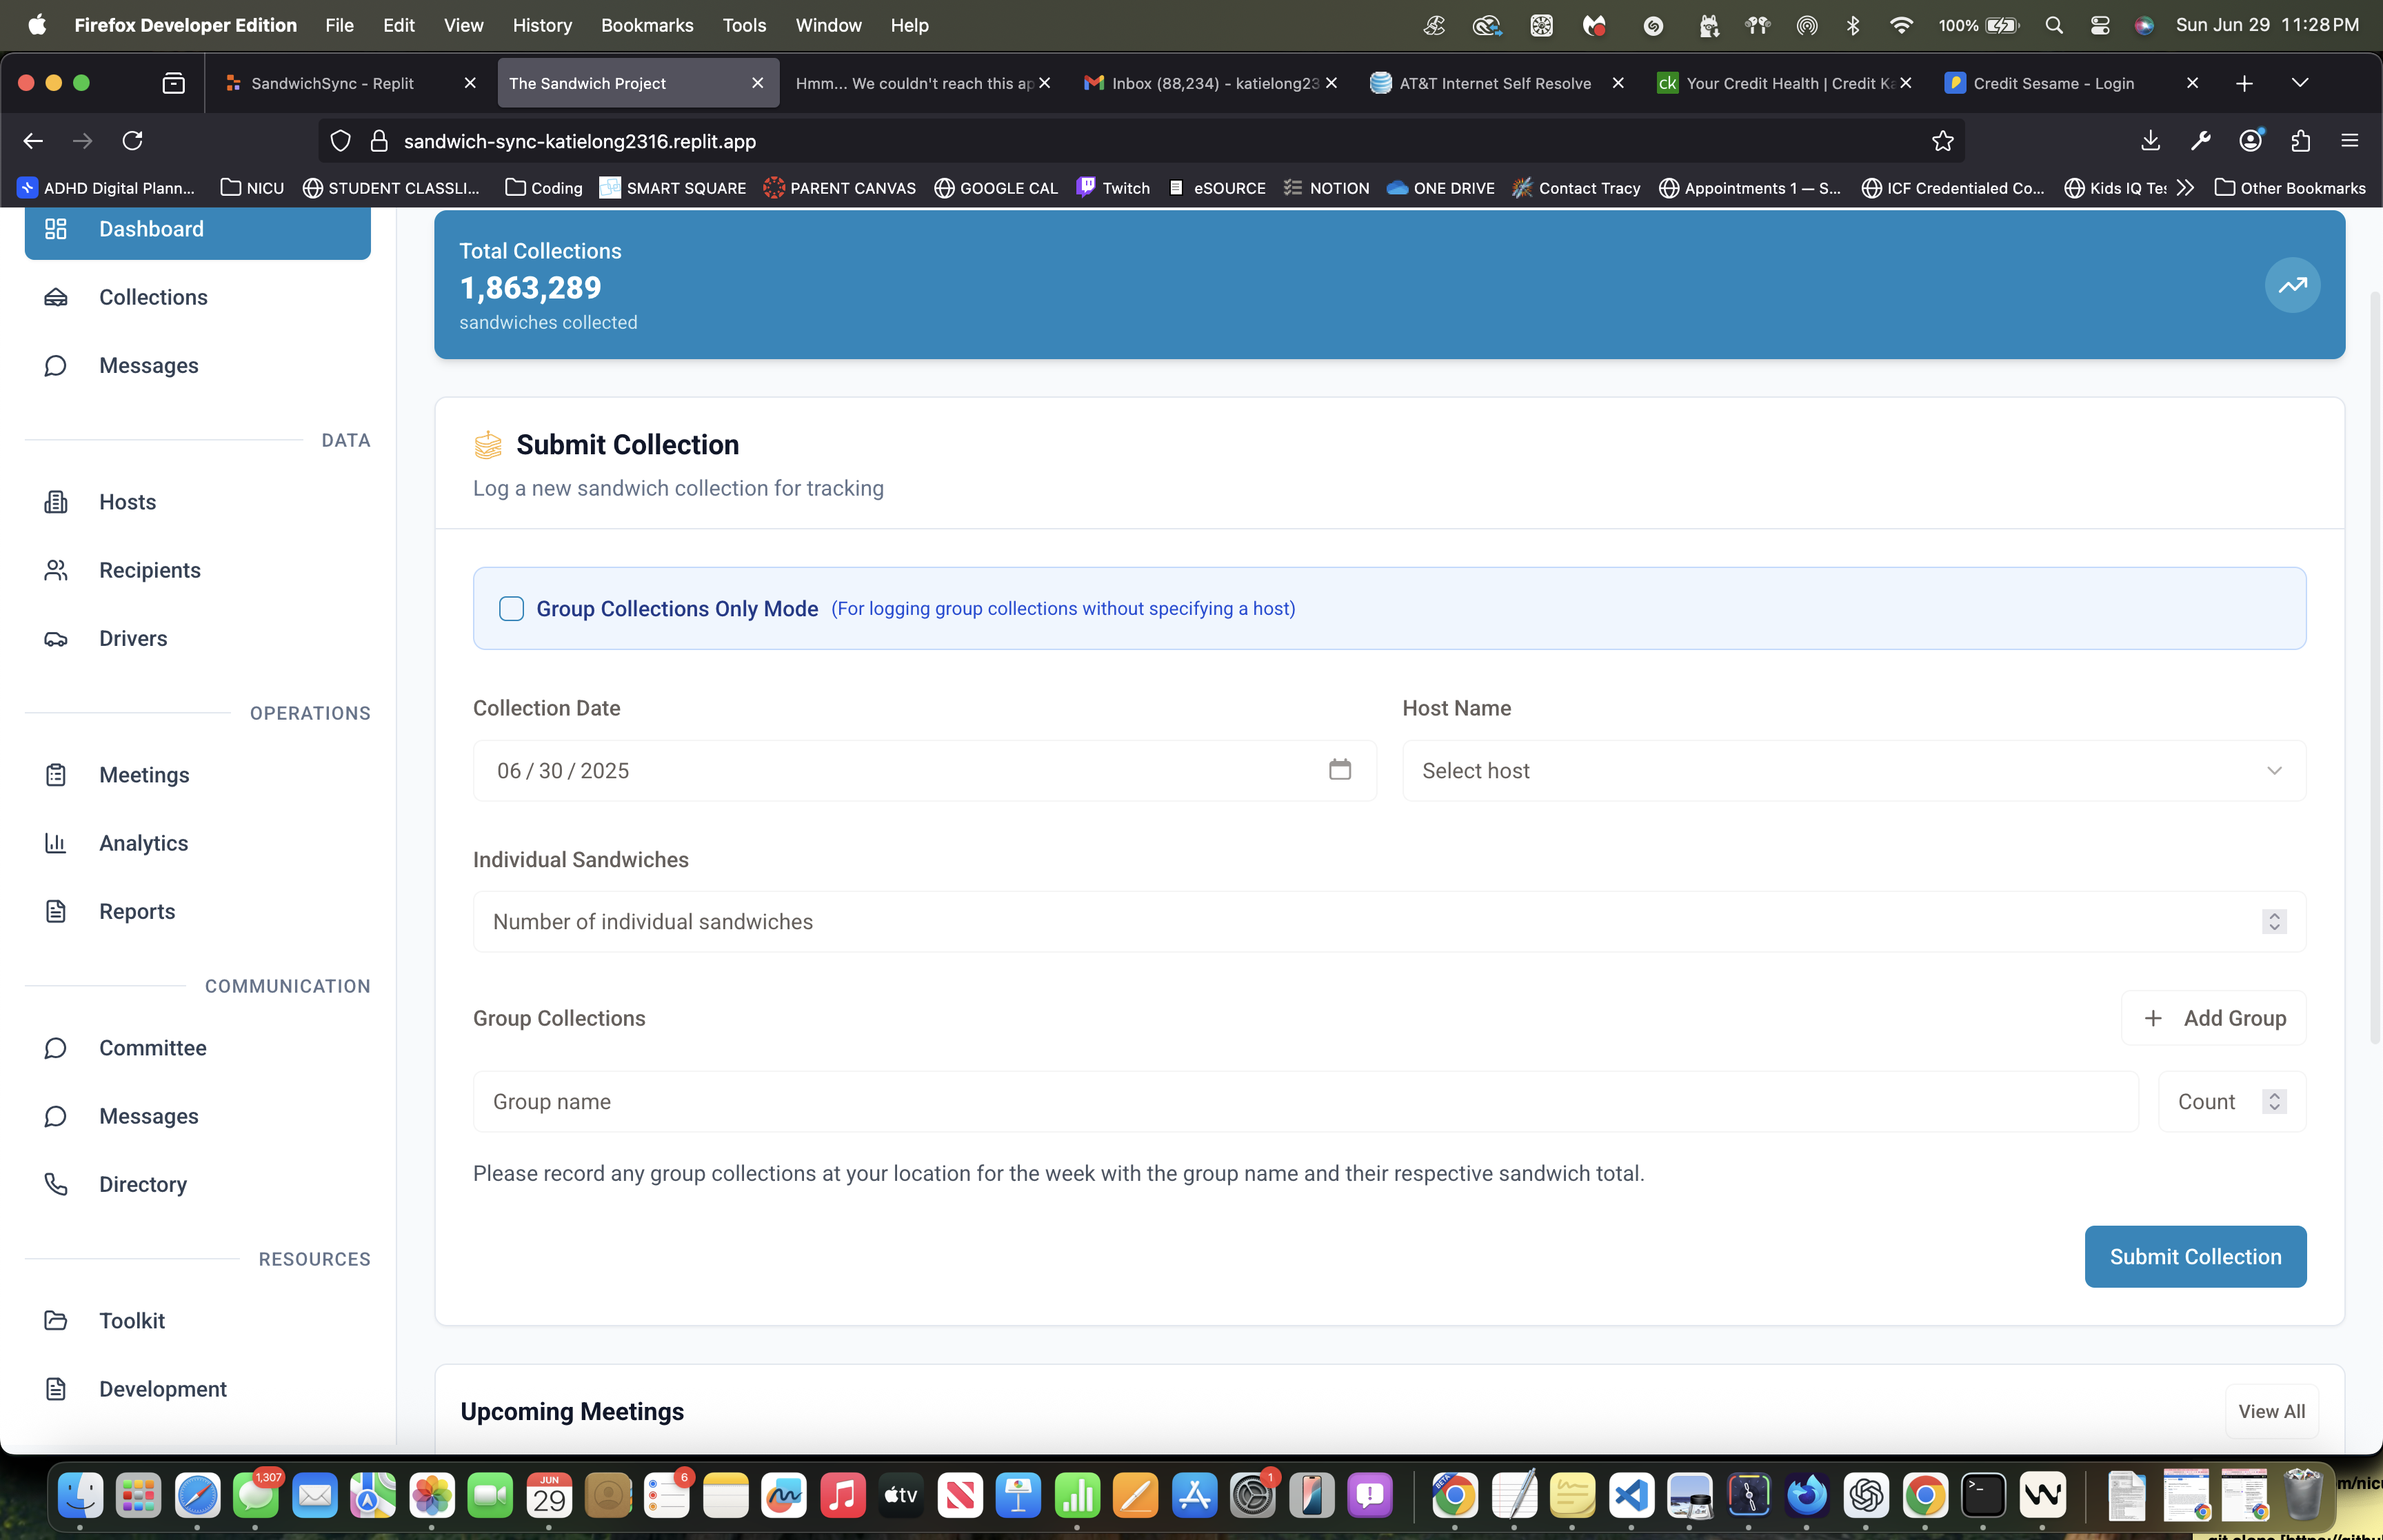 Firefox Developer Edition File Edit View History Bookmarks Tools Window Help 100% Sun Jun 29 11:28 PM
SandwichSync - Replit The Sandwich Project Hmm... We couldn't reach this ap Inbox (88,234) - katielong23 AT&T Internet Self Resolve ck Your Credit Health | Credit Ka Credit Sesame - Login
sandwich-sync-katielong2316.replit.app
ADHD Digital Plann... NICU STUDENT CLASSLI... Coding SMART SQUARE PARENT CANVAS GOOGLE CAL Twitch eSOURCE NOTION ONE DRIVE Contact Tracy Appointments 1 — S... ICF Credentialed Co... Kids IQ Tes Other Bookmarks
Dashboard
Collections
Messages
DATA
Hosts
Recipients
Drivers
OPERATIONS
Meetings
Analytics
Reports
COMMUNICATION
Committee
Messages
Directory
RESOURCES
Toolkit
Development
Total Collections
1,863,289
sandwiches collected
Submit Collection
Log a new sandwich collection for tracking
Group Collections Only Mode (For logging group collections without specifying a host)
Collection Date Host Name
06 / 30 / 2025 Select host
Individual Sandwiches
Number of individual sandwiches
Group Collections + Add Group
Group name Count
Please record any group collections at your location for the week with the group name and their respective sandwich total.
Submit Collection
Upcoming Meetings View All
1,307 JUN 29 6 tv 1 BETA
m/nicu